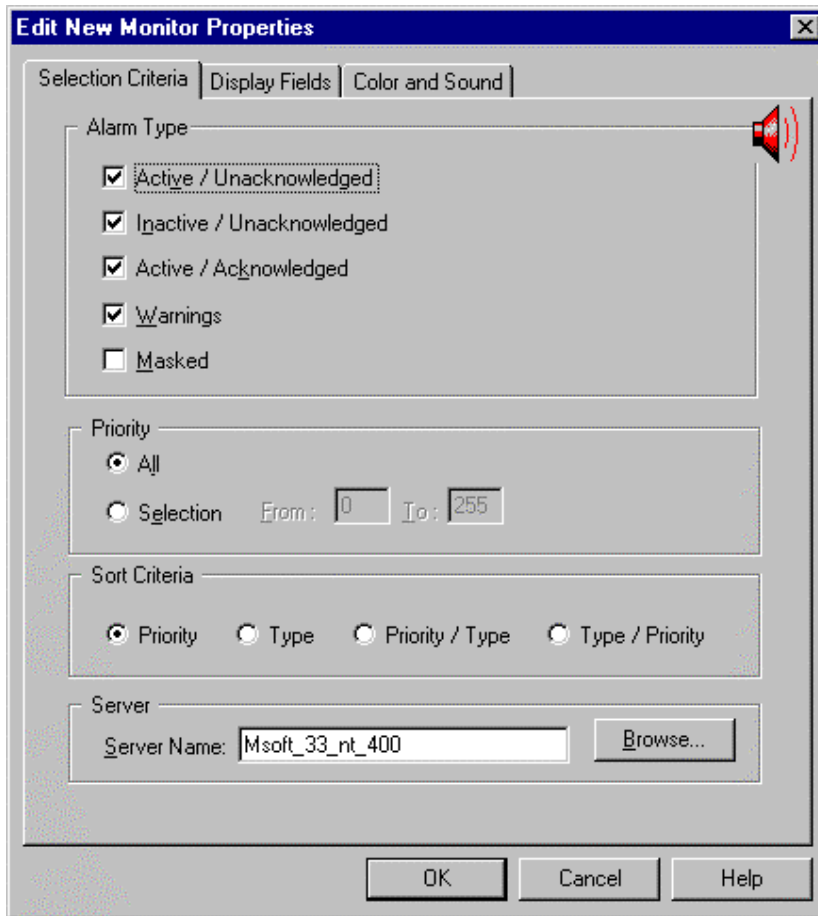 Edit New Monitor Properties
Selection Criteria Display Fields Color and Sound
Alarm Type
Active / Unacknowledged
Inactive / Unacknowledged
Active / Acknowledged
Warnings
Masked
Priority
All
Selection From: 0 To: 255
Sort Criteria
Priority Type Priority / Type Type / Priority
Server
Server Name: Msoft_33_nt_400 Browse...
OK Cancel Help